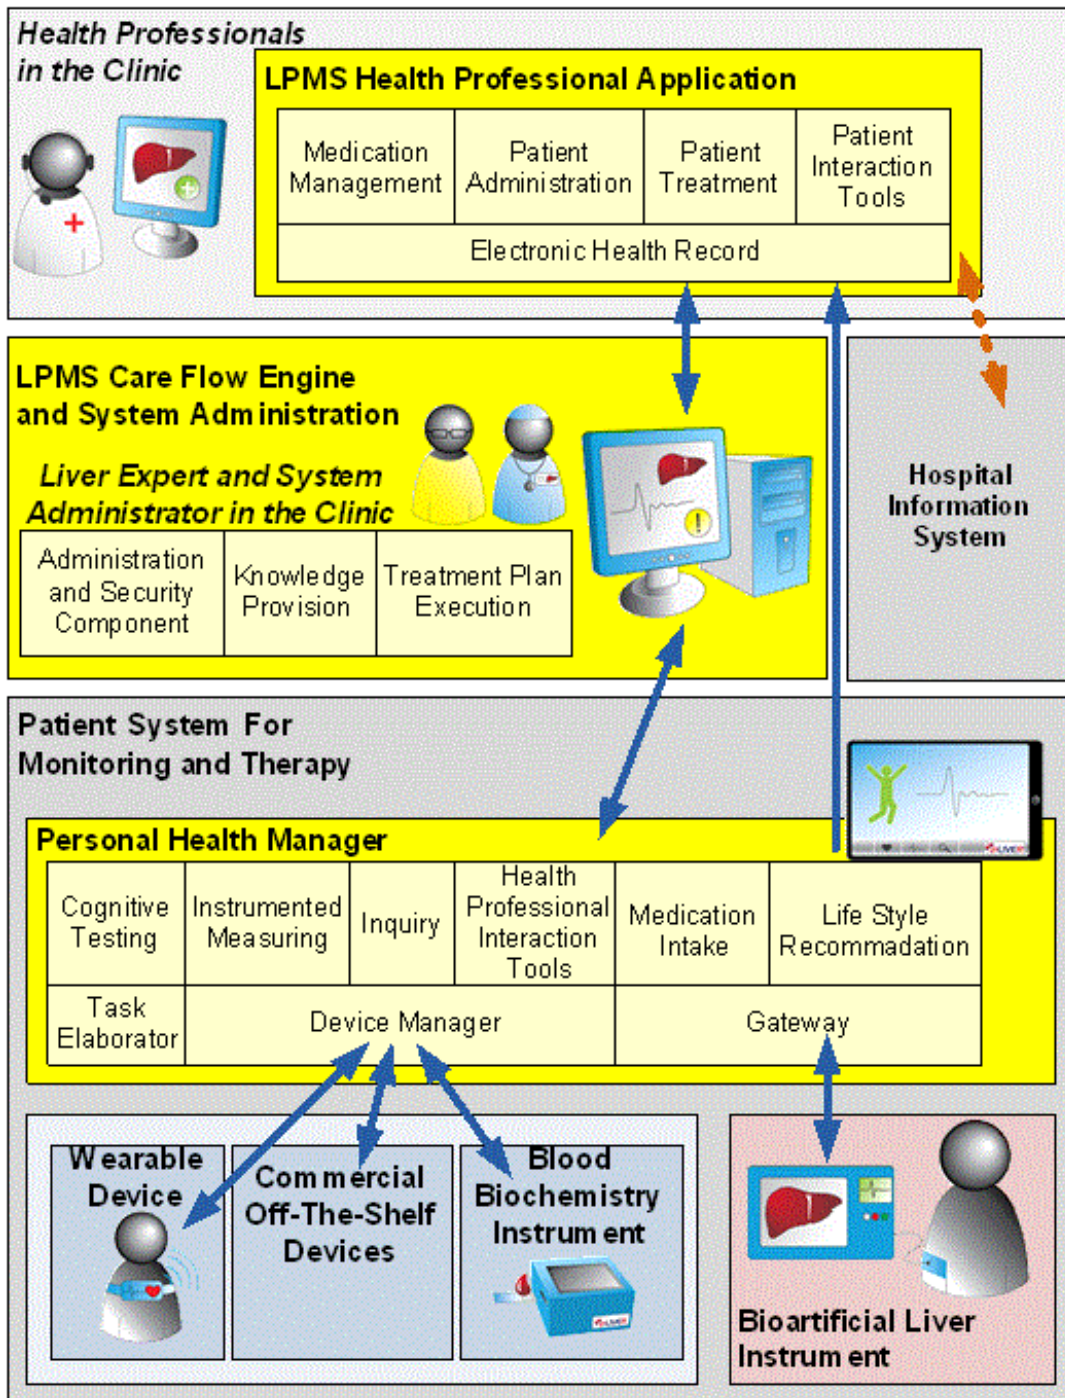 Health Professionals
in the Clinic
LPMS Health Professional Application
Medication
Management
Patient
Administration
Patient
Treatment
Patient
Interaction
Tools
Electronic Health Record
LPMS Care Flow Engine
and System Administration
Liver Expert and System
Administrator in the Clinic
Administration
and Security
Component
Knowledge
Provision
Treatment Plan
Execution
Hospital
Information
System
Patient System For
Monitoring and Therapy
Personal Health Manager
Cognitive
Testing
Instrumented
Measuring
Inquiry
Health
Professional
Interaction
Tools
Medication
Intake
Life Style
Recommadation
Task
Elaborator
Device Manager
Gateway
Wearable
Device
Commercial
Off-The-Shelf
Devices
Blood
Biochemistry
Instrument
Bioartificial Liver
Instrument